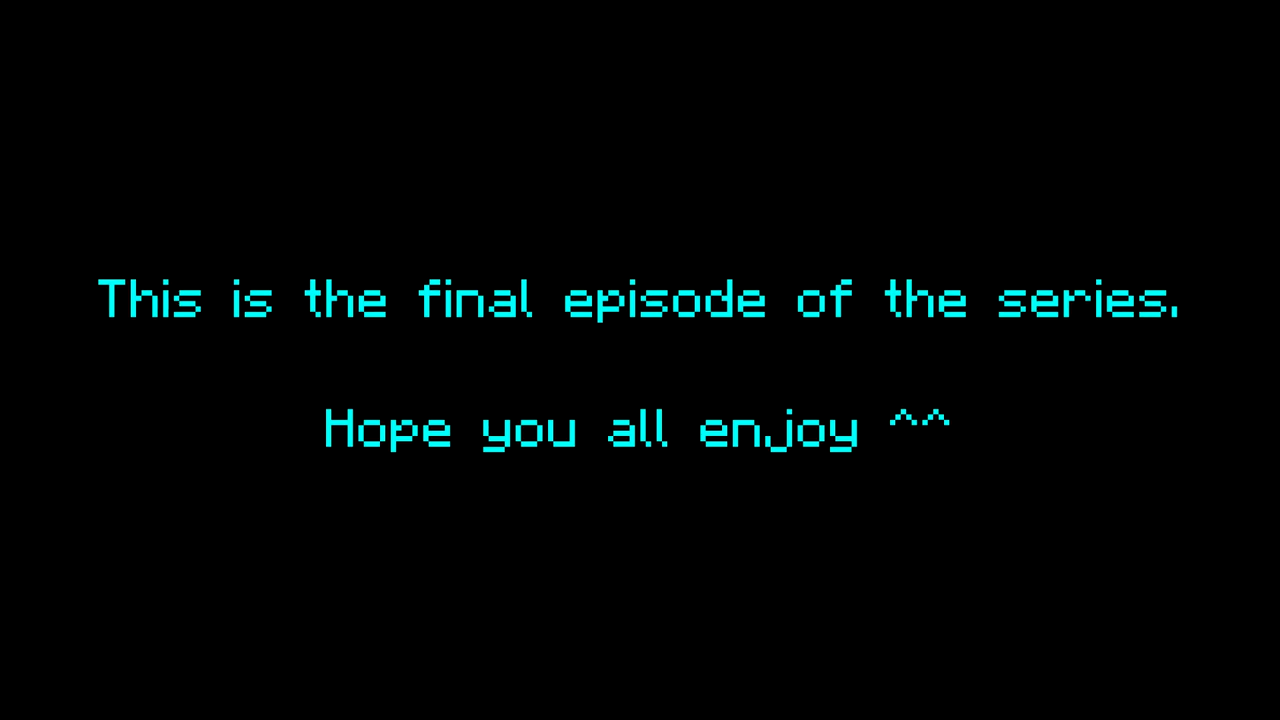 This is the final episode of the series.
Hope you all enjoy ^^